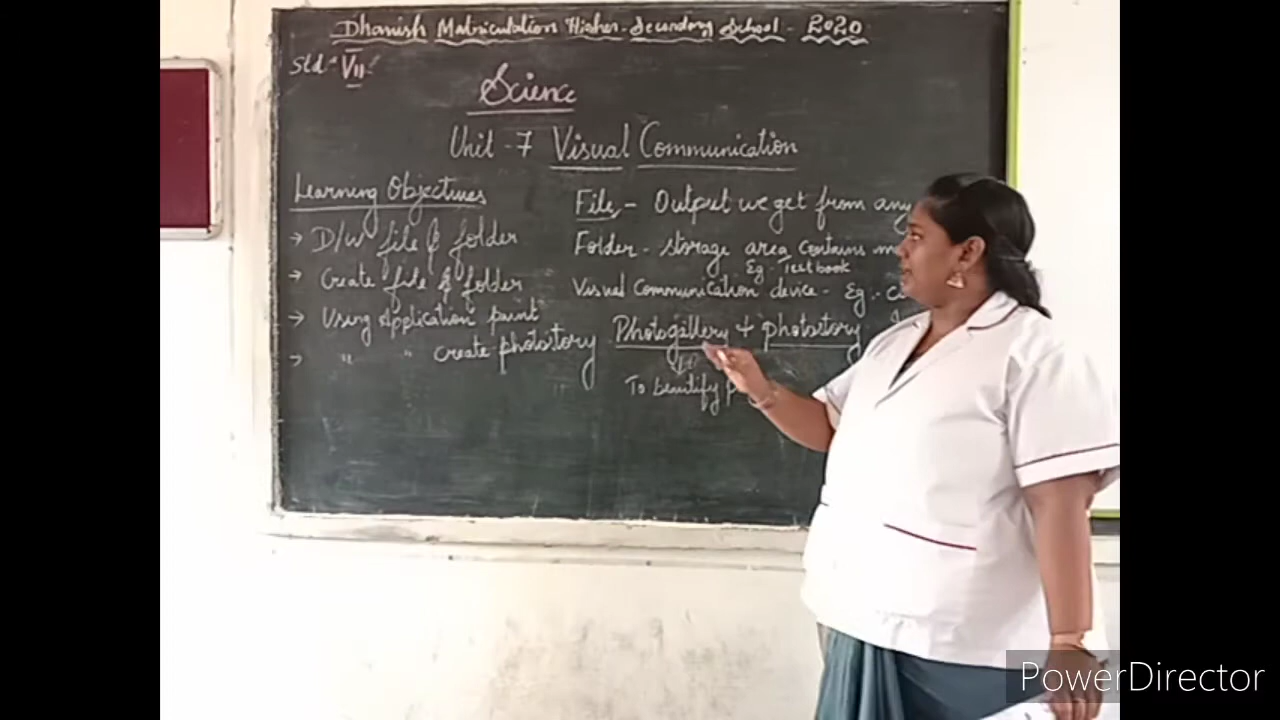 Dhanish Matriculation Higher-Secondary School - 2020
Std - VII
Science
Unit - 7 Visual Communication
Learning Objectives
→ D/W file & folder
→ Create file & folder
→ Using Application paint
→ " " create photostory
File - Output we get from any
Folder - storage area contains
Eg - Textbook
Visual Communication device - Eg :-
Photogallery + photostory
To beautify
PowerDirector